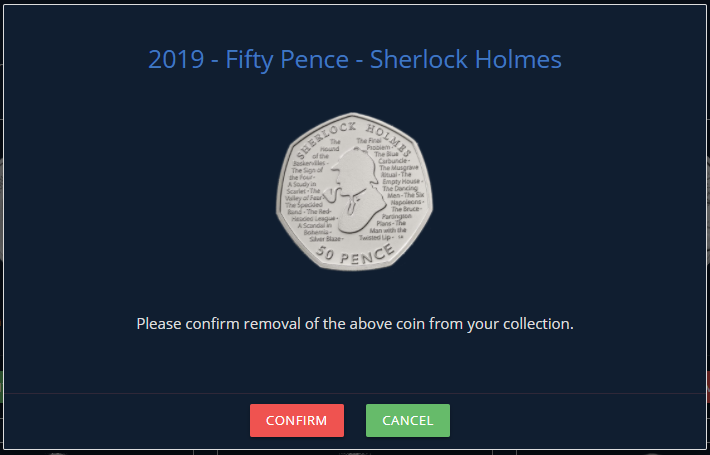 2019 - Fifty Pence - Sherlock Holmes
SHERLOCK HOLMES
The
Hound
of the
Baskervilles -
The Sign of
the Four -
A Study in
Scarlet - The
Valley of Fear -
The Speckled
Band - The Red-
Headed League -
A Scandal in
Bohemia -
Silver Blaze -
The Final
Problem -
The Blue
Carbuncle -
The Musgrave
Ritual - The
Empty House -
The Dancing
Men - The Six
Napoleons -
The Bruce-
Partington
Plans - The
Man with the
Twisted Lip -
50 PENCE
Please confirm removal of the above coin from your collection.
CONFIRM
CANCEL